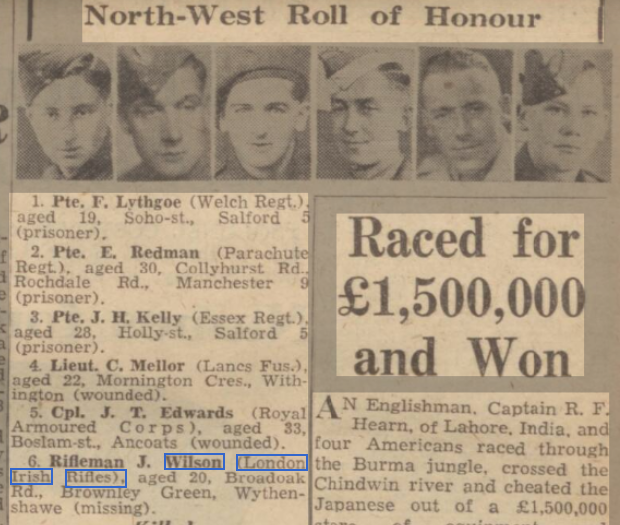 North-West Roll of Honour
1. Pte. F. Lythgoe (Welch Regt.),
aged 19, Soho-st., Salford 5
(prisoner).
2. Pte. E. Redman (Parachute
Regt.), aged 30, Collyhurst Rd.,
Rochdale Rd., Manchester 9
(prisoner).
3. Pte. J. H. Kelly (Essex Regt.),
aged 28, Holly-st., Salford 5
(prisoner).
4. Lieut. C. Mellor (Lancs Fus.),
aged 22, Mornington Cres., With-
ington (wounded).
5. Cpl. J. T. Edwards (Royal
Armoured Corps), aged 33,
Boslam-st., Ancoats (wounded).
6. Rifleman J. Wilson (London
Irish Rifles), aged 20, Broadoak
Rd., Brownley Green, Wythen-
shawe (missing).
Raced for
£1,500,000
and Won
AN Englishman, Captain R. F.
Hearn, of Lahore, India, and
four Americans raced through
the Burma jungle, crossed the
Chindwin river and cheated the
Japanese out of a £1,500,000